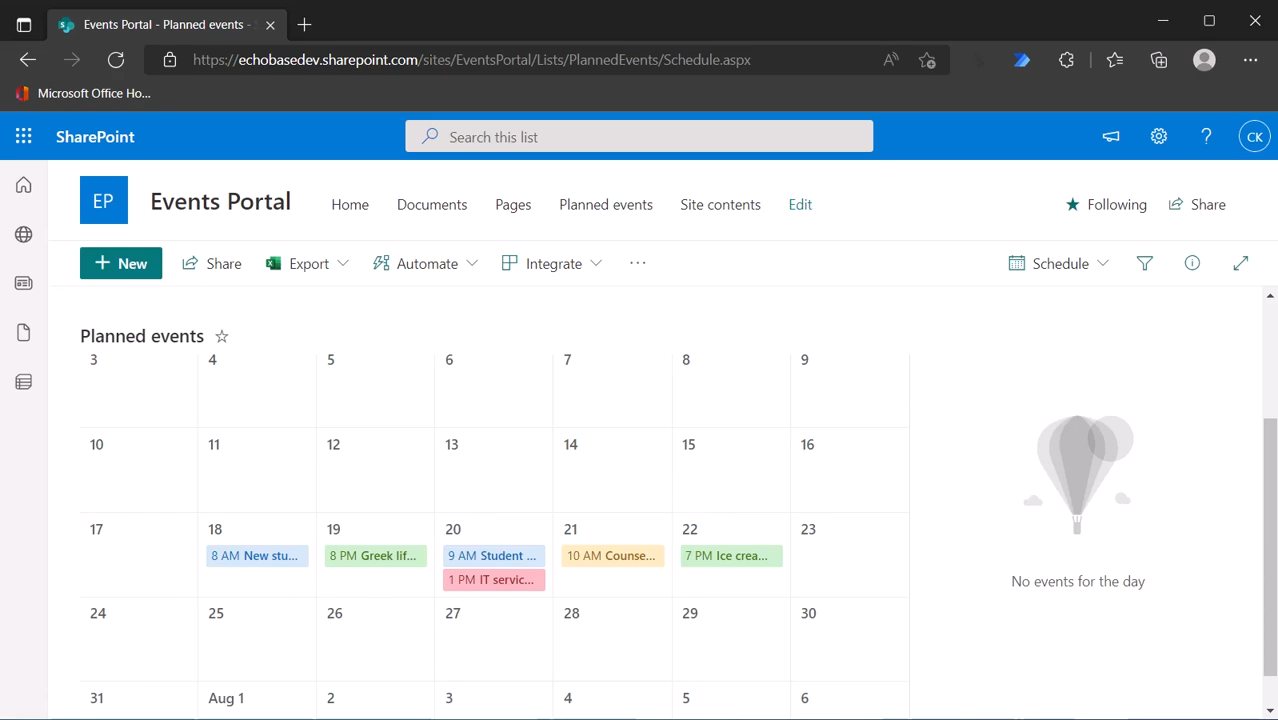 Events Portal - Planned events -
https://echobasedev.sharepoint.com/sites/EventsPortal/Lists/PlannedEvents/Schedule.aspx
Microsoft Office Ho...
SharePoint
Search this list
CK
EP
Events Portal
Home
Documents
Pages
Planned events
Site contents
Edit
Following
Share
New
Share
Export
Automate
Integrate
Schedule
Planned events
3 4 5 6 7 8 9
10 11 12 13 14 15 16
17 18 19 20 21 22 23
8 AM New stu...
8 PM Greek lif...
9 AM Student ...
10 AM Counse...
7 PM Ice crea...
1 PM IT servic...
No events for the day
24 25 26 27 28 29 30
31 Aug 1 2 3 4 5 6